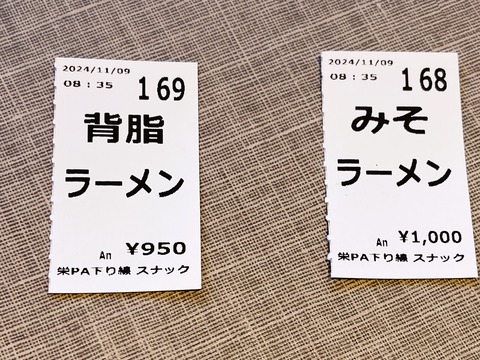 2024/11/09
08:35 169
背脂
ラーメン
An ¥950
栄PA下り線 スナック
2024/11/09
08:35 168
みそ
ラーメン
An ¥1,000
栄PA下り線 スナック